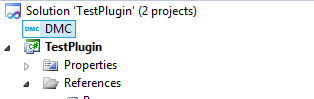 Solution 'TestPlugin' (2 projects)
DMC DMC
TestPlugin
Properties
References